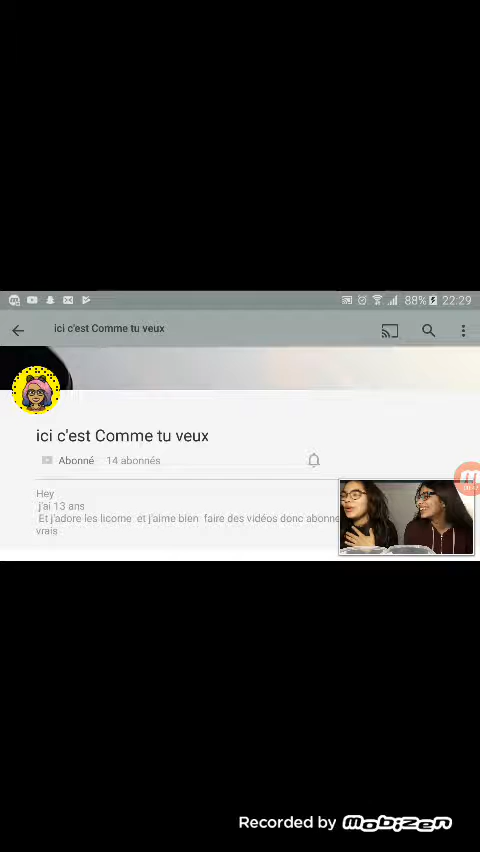 88% 22:29
ici c'est Comme tu veux
ici c'est Comme tu veux
Abonné 14 abonnés
Hey
j'ai 13 ans
Et j'adore les licorne et j'aime bien faire des vidéos donc abonne
vrais
Recorded by mobizen